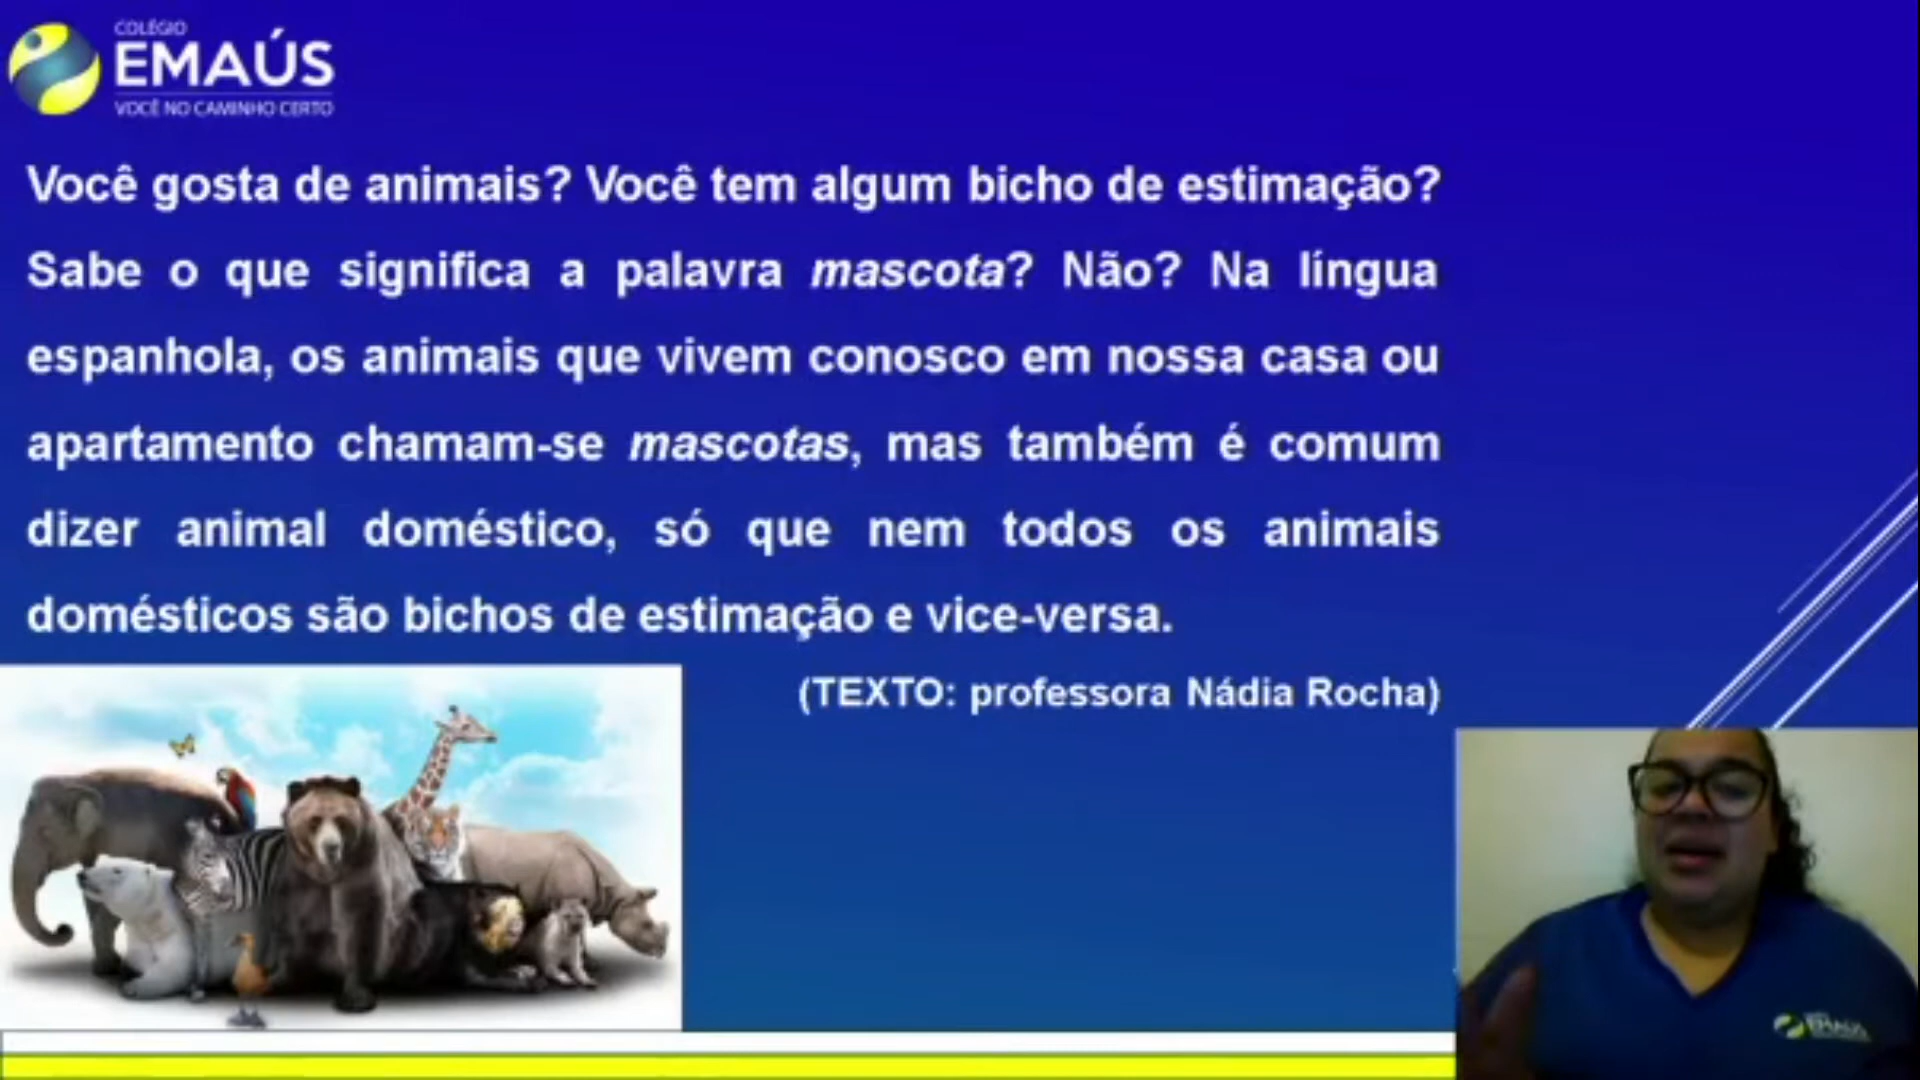 COLÉGIO
EMAÚS
VOCÊ NO CAMINHO CERTO
Você gosta de animais? Você tem algum bicho de estimação?
Sabe o que significa a palavra mascota? Não? Na língua
espanhola, os animais que vivem conosco em nossa casa ou
apartamento chamam-se mascotas, mas também é comum
dizer animal doméstico, só que nem todos os animais
domésticos são bichos de estimação e vice-versa.
(TEXTO: professora Nádia Rocha)
EMAÚS